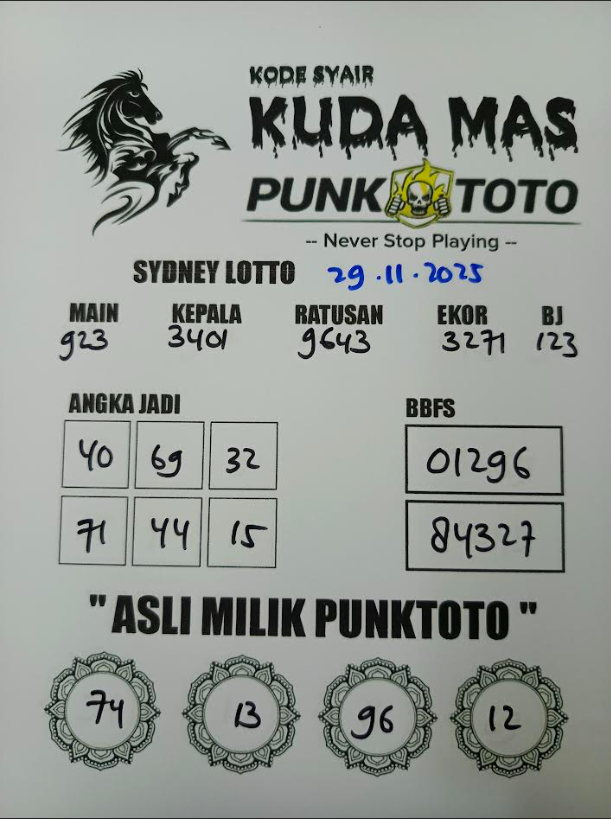 KODE SYAIR
KUDA MAS
PUNK TOTO
-- Never Stop Playing --
SYDNEY LOTTO 29.11.2025
MAIN KEPALA RATUSAN EKOR BJ
923 3401 9643 3271 123
ANGKA JADI BBFS
40 69 32 01296
71 44 15 84327
" ASLI MILIK PUNKTOTO "
74 13 96 12